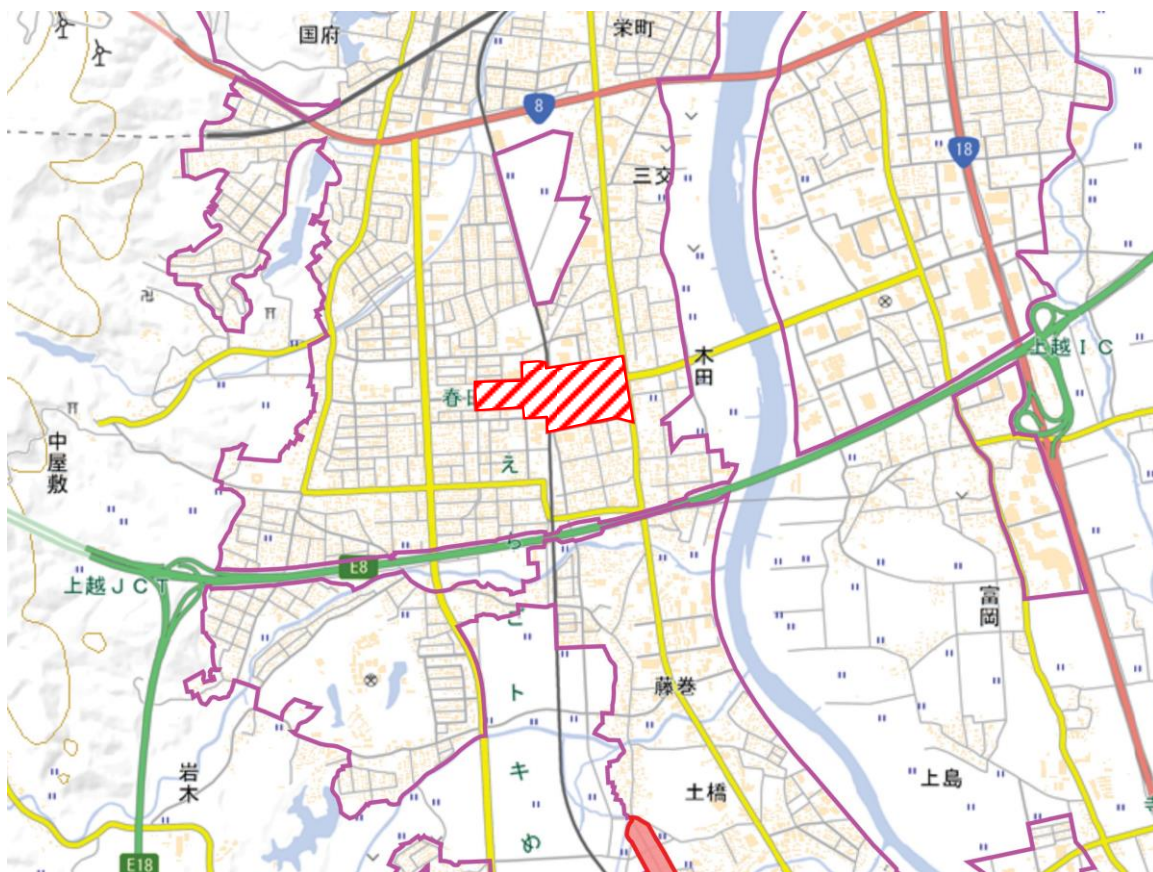 国府
栄町
8
三交
18
上越IC
木田
春日
中屋敷
え
ら
E8
上越JCT
こ
富岡
ト
藤巻
キ
岩木
土橋
上島
め
E18